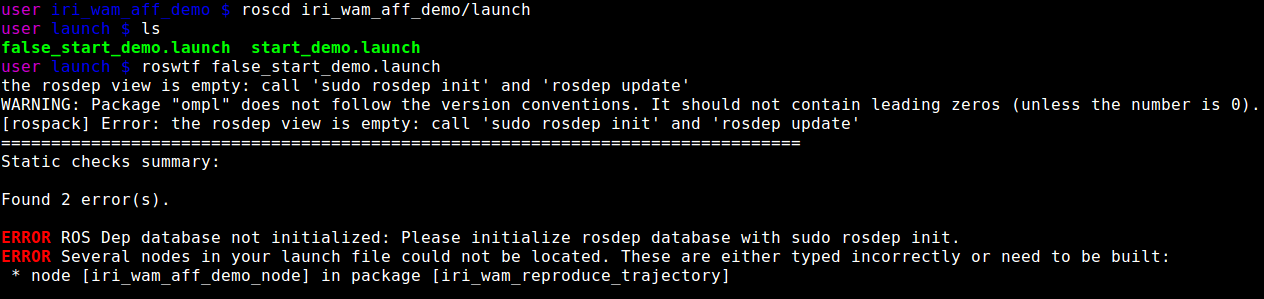 user iri_wam_aff_demo $ roscd iri_wam_aff_demo/launch
user launch $ ls
false_start_demo.launch  start_demo.launch
user launch $ roswtf false_start_demo.launch
the rosdep view is empty: call 'sudo rosdep init' and 'rosdep update'
WARNING: Package "ompl" does not follow the version conventions. It should not contain leading zeros (unless the number is 0).
[rospack] Error: the rosdep view is empty: call 'sudo rosdep init' and 'rosdep update'
================================================================================
Static checks summary:
Found 2 error(s).
ERROR ROS Dep database not initialized: Please initialize rosdep database with sudo rosdep init.
ERROR Several nodes in your launch file could not be located. These are either typed incorrectly or need to be built:
 * node [iri_wam_aff_demo_node] in package [iri_wam_reproduce_trajectory]